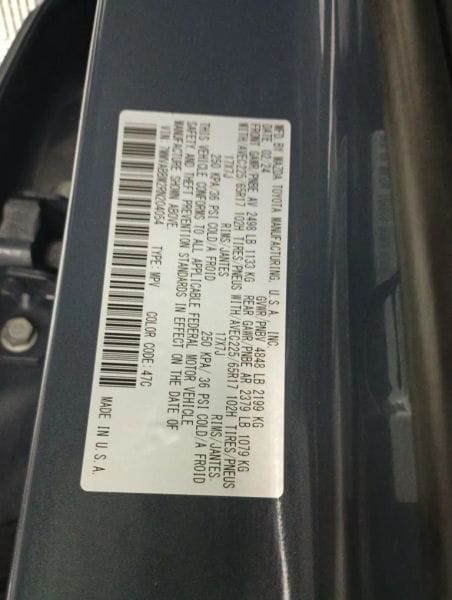 MFG. BY MAZDA TOYOTA MANUFACTURING, U.S.A., INC.
DATE 02/24 GVWR/PNBV 4848 LB 2199 KG
FRONT GAWR/PNBE AV 2498 LB 1133 KG REAR GAWR/PNBE AR 2379 LB 1079 KG
WITH/AVEC225/65R17 102H TIRES/PNEUS WITH/AVEC225/65R17 102H TIRES/PNEUS
17X7J RIMS/JANTES 17X7J RIMS/JANTES
250 KPA/36 PSI COLD/A FROID 250 KPA/36 PSI COLD/A FROID
THIS VEHICLE CONFORMS TO ALL APPLICABLE FEDERAL MOTOR VEHICLE
SAFETY, AND THEFT PREVENTION STANDARDS IN EFFECT ON THE DATE OF
MANUFACTURE SHOWN ABOVE.
VIN: TYPE: MPV COLOR CODE: 47C
MADE IN U.S.A.